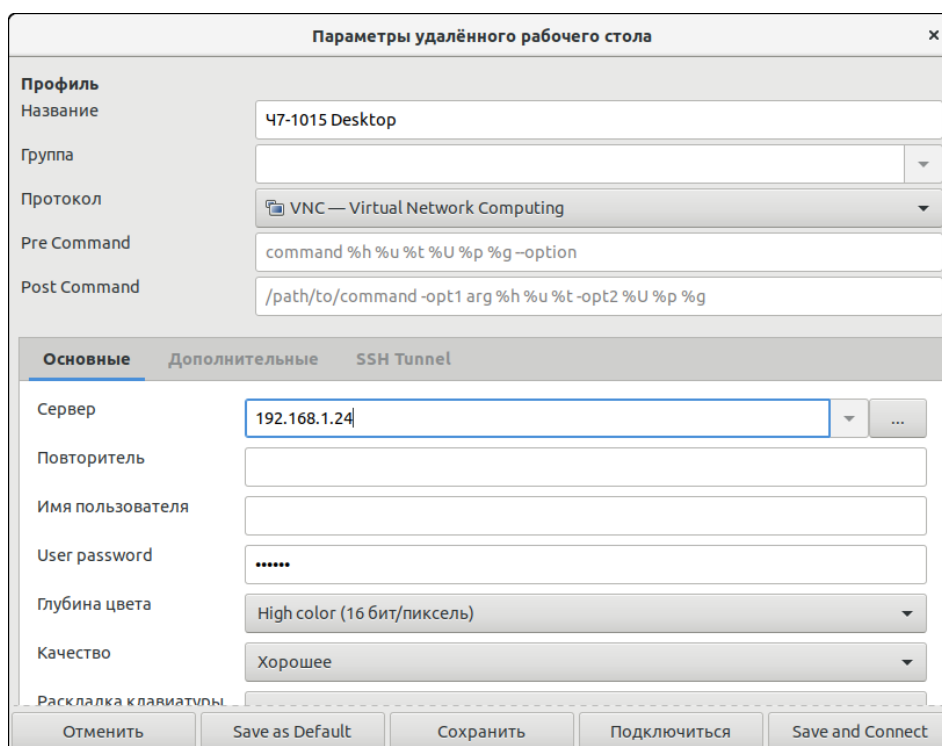 Параметры удалённого рабочего стола ×
Профиль
Название Ч7-1015 Desktop
Группа
Протокол VNC — Virtual Network Computing
Pre Command command %h %u %t %U %p %g --option
Post Command /path/to/command -opt1 arg %h %u %t -opt2 %U %p %g
Основные Дополнительные SSH Tunnel
Сервер 192.168.1.24 ...
Повторитель
Имя пользователя
User password ••••••
Глубина цвета High color (16 бит/пиксель)
Качество Хорошее
Раскладка клавиатуры
Отменить Save as Default Сохранить Подключиться Save and Connect